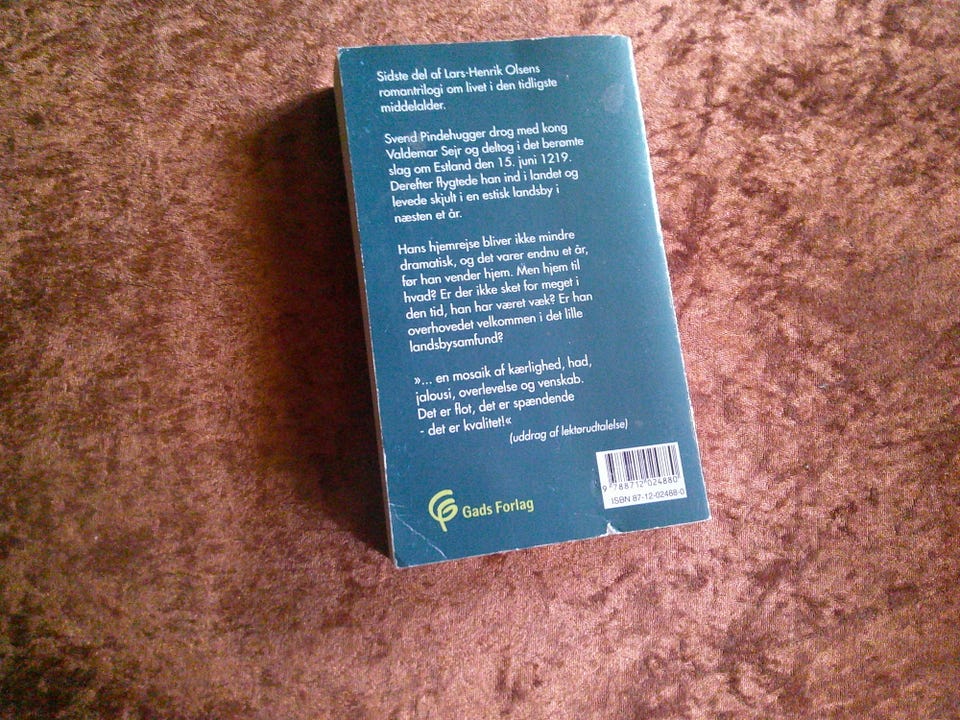 Sidste del af Lars-Henrik Olsens
romantrilogi om livet i den tidligste
middelalder.
Svend Pindehugger drog med kong
Valdemar Sejr og deltog i det berømte
slag om Estland den 15. juni 1219.
Derefter flygtede han ind i landet og
levede skjult i en estisk landsby i
næsten et år.
Hans hjemrejse bliver ikke mindre
dramatisk, og det varer endnu et år,
før han vender hjem. Men hjem til
hvad? Er der ikke sket for meget i
den tid, han har været væk? Er han
overhovedet velkommen i det lille
landsbysamfund?
»... en mosaik af kærlighed, had,
jalousi, overlevelse og venskab.
Det er flot, det er spændende
- det er kvalitet!«
(uddrag af lektørudtalelse)
9 788712 024880
ISBN 87-12-02488-0
Gads Forlag